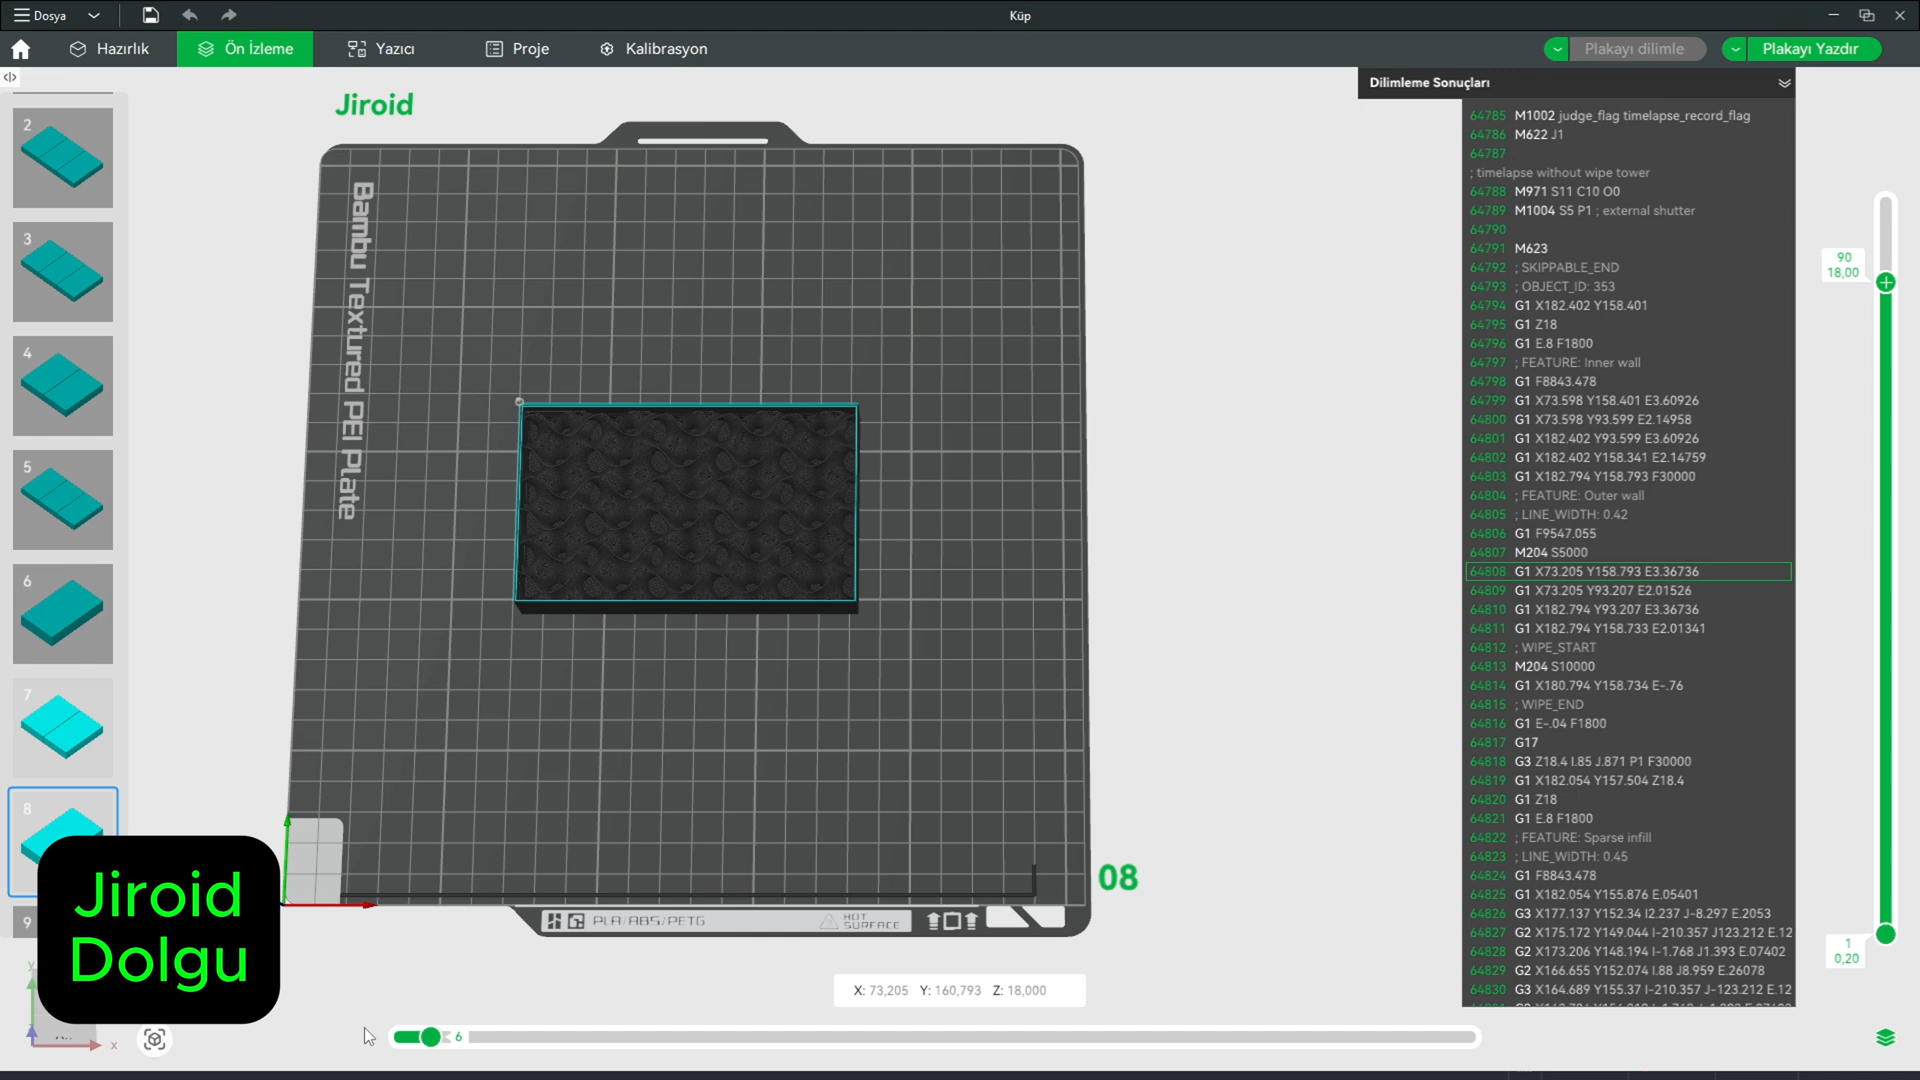 Dosya
Küp
Hazırlık
Ön İzleme
Yazıcı
Proje
Kalibrasyon
Plakayı dilimle
Plakayı Yazdır
Jiroid
Bambu Textured PEI Plate
2
3
4
5
6
7
8
9
Jiroid
Dolgu
08
PLA/ABS/PETG
HOT
SURFACE
X: 73,205 Y: 160,793 Z: 18,000
6
y
x
Dilimleme Sonuçları
64785 M1002 judge_flag timelapse_record_flag
64786 M622 J1
64787
; timelapse without wipe tower
64788 M971 S11 C10 O0
64789 M1004 S5 P1 ; external shutter
64790
64791 M623
64792 ; SKIPPABLE_END
64793 ; OBJECT_ID: 353
64794 G1 X182.402 Y158.401
64795 G1 Z18
64796 G1 E.8 F1800
64797 ; FEATURE: Inner wall
64798 G1 F8843.478
64799 G1 X73.598 Y158.401 E3.60926
64800 G1 X73.598 Y93.599 E2.14958
64801 G1 X182.402 Y93.599 E3.60926
64802 G1 X182.402 Y158.341 E2.14759
64803 G1 X182.794 Y158.793 F30000
64804 ; FEATURE: Outer wall
64805 ; LINE_WIDTH: 0.42
64806 G1 F9547.055
64807 M204 S5000
64808 G1 X73.205 Y158.793 E3.36736
64809 G1 X73.205 Y93.207 E2.01526
64810 G1 X182.794 Y93.207 E3.36736
64811 G1 X182.794 Y158.733 E2.01341
64812 ; WIPE_START
64813 M204 S10000
64814 G1 X180.794 Y158.734 E-.76
64815 ; WIPE_END
64816 G1 E-.04 F1800
64817 G17
64818 G3 Z18.4 I.85 J.871 P1 F30000
64819 G1 X182.054 Y157.504 Z18.4
64820 G1 Z18
64821 G1 E.8 F1800
64822 ; FEATURE: Sparse infill
64823 ; LINE_WIDTH: 0.45
64824 G1 F8843.478
64825 G1 X182.054 Y155.876 E.05401
64826 G3 X177.137 Y152.34 I2.237 J-8.297 E.2053
64827 G2 X175.172 Y149.044 I-210.357 J123.212 E.12
64828 G2 X173.206 Y148.194 I-1.768 J1.393 E.07402
64829 G2 X166.655 Y152.074 I.88 J8.959 E.26078
64830 G3 X164.689 Y155.37 I-210.357 J-123.212 E.12
90
18,00
1
0,20